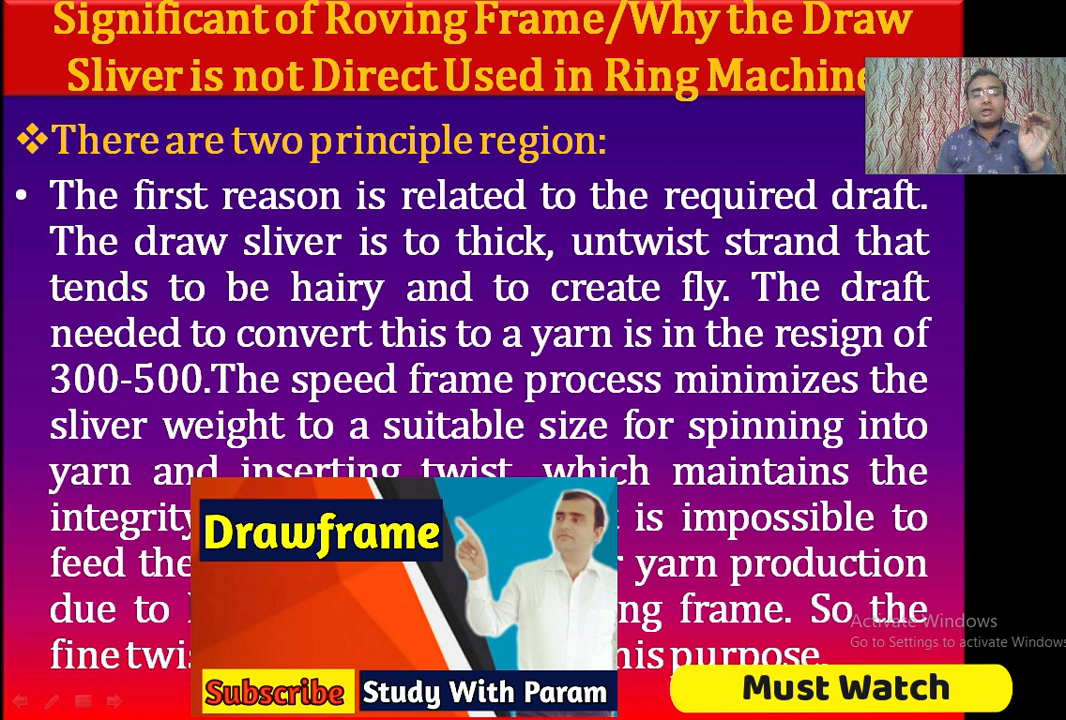 Significant of Roving Frame/Why the Draw
Sliver is not Direct Used in Ring Machine
There are two principle region:
The first reason is related to the required draft.
The draw sliver is to thick, untwist strand that
tends to be hairy and to create fly. The draft
needed to convert this to a yarn is in the resign of
300-500.The speed frame process minimizes the
sliver weight to a suitable size for spinning into
yarn and inserting twist, which maintains the
integrity is impossible to
feed the yarn production
due to frame. So the
fine purpose.
Drawframe
Subscribe Study With Param
Activate Windows
Go to Settings to activate Windows
Must Watch